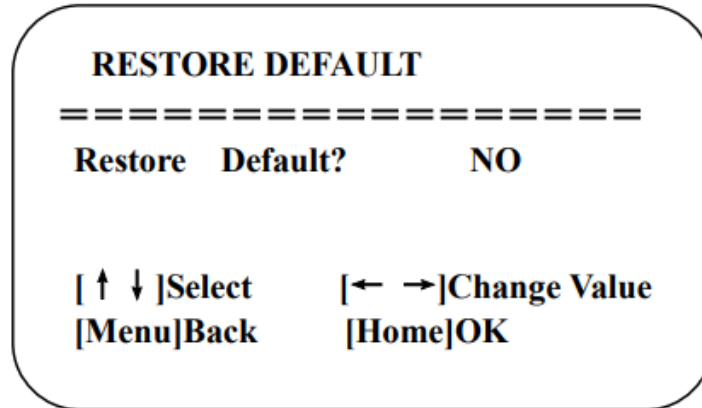 RESTORE DEFAULT
=================
Restore Default? NO
[↑ ↓]Select [← →]Change Value
[Menu]Back [Home]OK